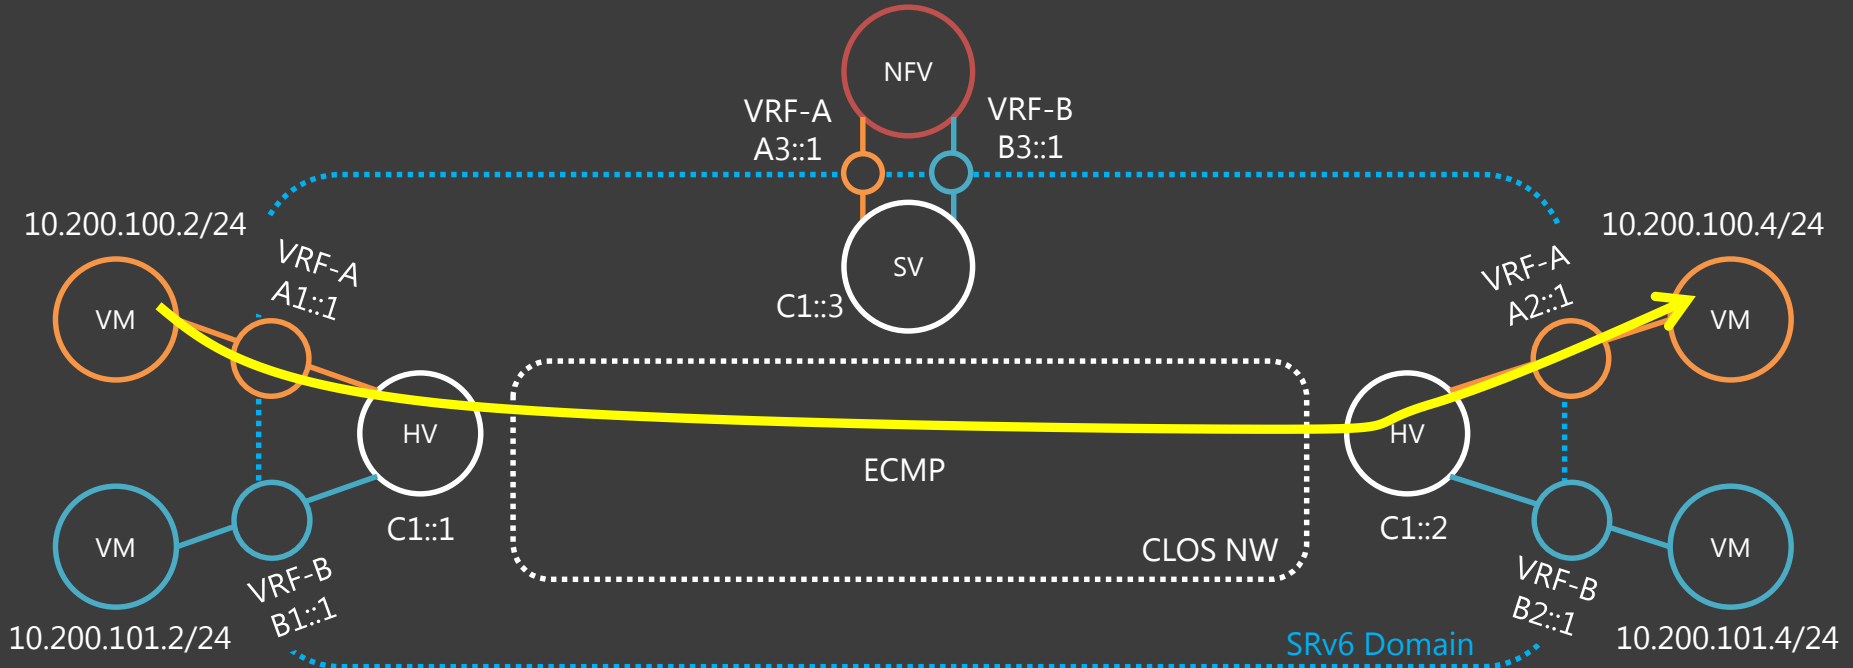 NFV
VRF-A
A3::1
VRF-B
B3::1
10.200.100.2/24
10.200.100.4/24
VRF-A
A1::1
SV
VRF-A
A2::1
C1::3
VM
VM
HV
HV
ECMP
C1::1
C1::2
VM
CLOS NW
VM
VRF-B
B1::1
VRF-B
B2::1
10.200.101.2/24
SRv6 Domain
10.200.101.4/24